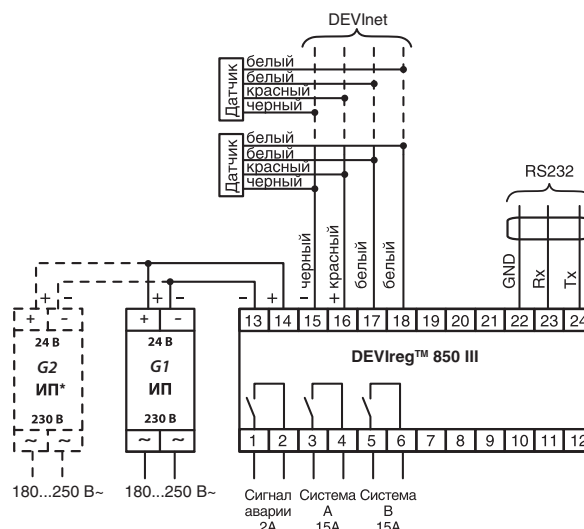 DEVInet
белый
белый
красный
черный
Датчик
белый
белый
красный
черный
Датчик
RS232
черный
красный
белый
белый
GND
Rx
Tx
+ − + − − + − +
+ − + − 13 14 15 16 17 18 19 20 21 22 23 24
24 В
G2
ИП*
230 В
~ ~
24 В
G1
ИП
230 В
~ ~
DEVIreg™ 850 III
1 2 3 4 5 6 7 8 9 10 11 12
180...250 В~
180...250 В~
Сигнал
аварии
2А
Система
А
15А
Система
В
15А